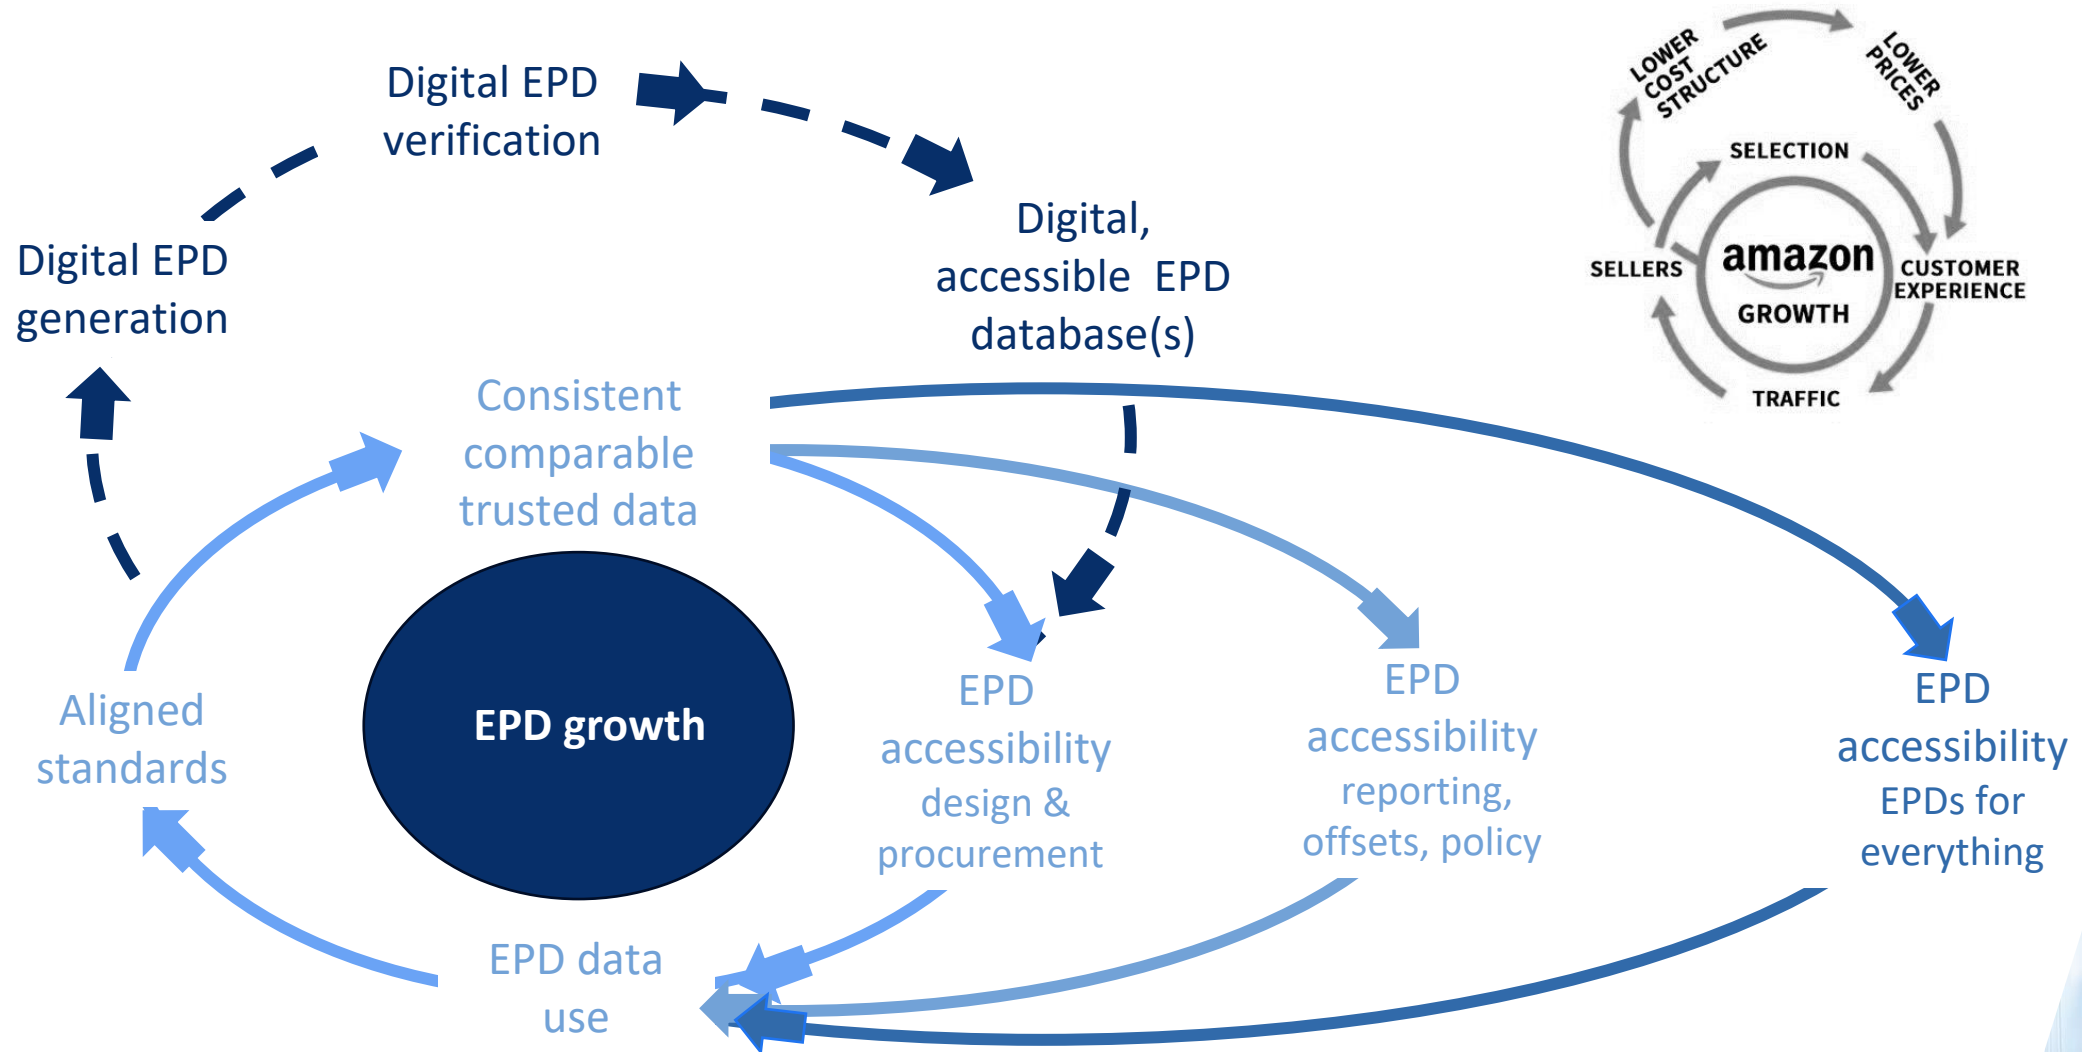 Digital EPD
verification
Digital EPD
generation
Digital,
accessible EPD
database(s)
Consistent
comparable
trusted data
Aligned
standards
EPD growth
EPD
accessibility
design &
procurement
EPD
accessibility
reporting,
offsets, policy
EPD
accessibility
EPDs for
everything
EPD data
use
LOWER
COST
STRUCTURE
LOWER
PRICES
SELECTION
SELLERS
amazon
GROWTH
CUSTOMER
EXPERIENCE
TRAFFIC